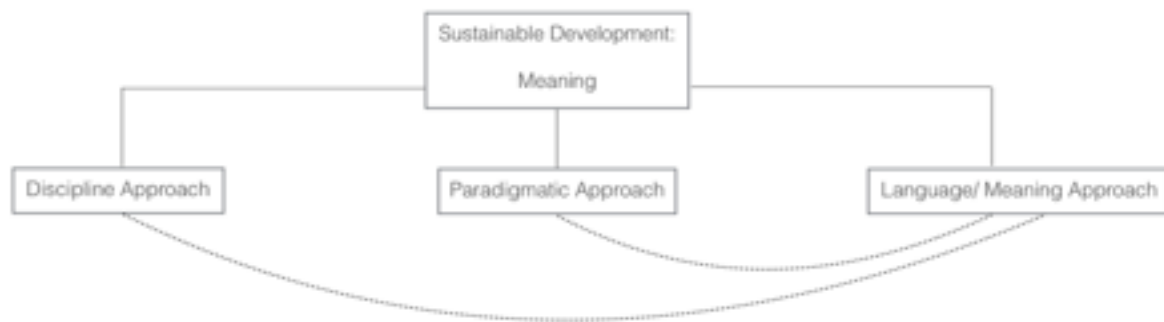 Sustainable Development:
Meaning
Discipline Approach
Paradigmatic Approach
Language/ Meaning Approach